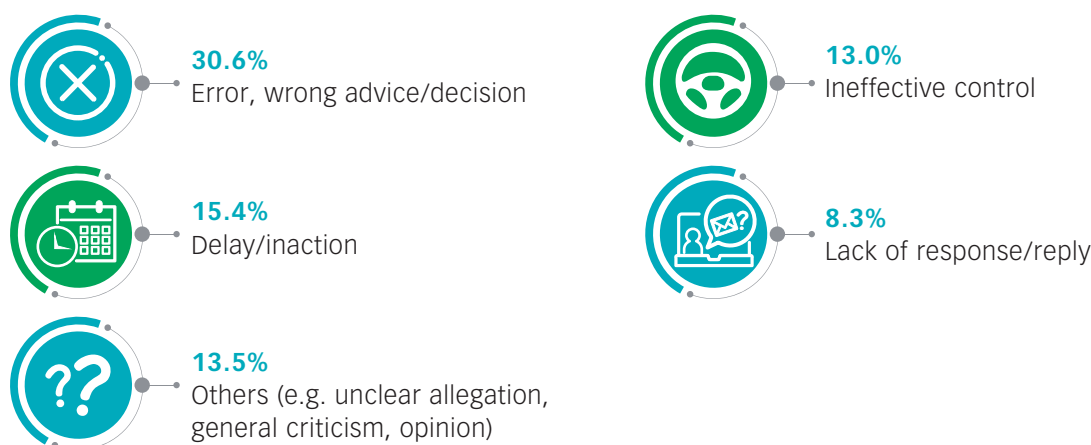 30.6%
Error, wrong advice/decision
15.4%
Delay/inaction
13.5%
Others (e.g. unclear allegation,
general criticism, opinion)
13.0%
Ineffective control
8.3%
Lack of response/reply
??
?